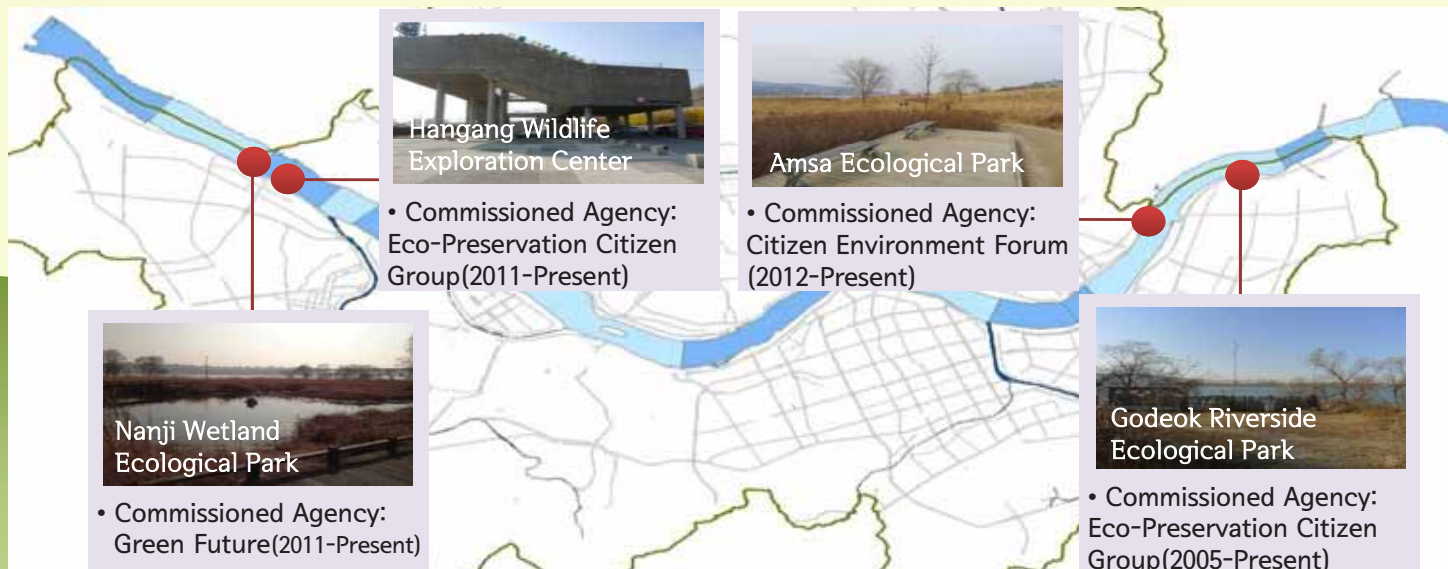 Hangang Wildlife
Exploration Center
• Commissioned Agency:
Eco-Preservation Citizen
Group(2011-Present)
Amsa Ecological Park
• Commissioned Agency:
Citizen Environment Forum
(2012-Present)
Nanji Wetland
Ecological Park
• Commissioned Agency:
Green Future(2011-Present)
Godeok Riverside
Ecological Park
• Commissioned Agency:
Eco-Preservation Citizen
Group(2005-Present)